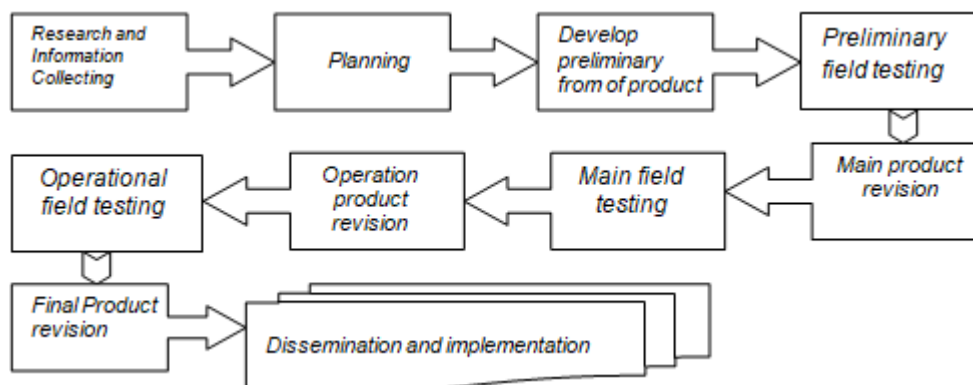 Research and
Information
Collecting
Planning
Develop
preliminary
from of product
Preliminary
field testing
Main product
revision
Main field
testing
Operation
product
revision
Operational
field testing
Final Product
revision
Dissemination and implementation